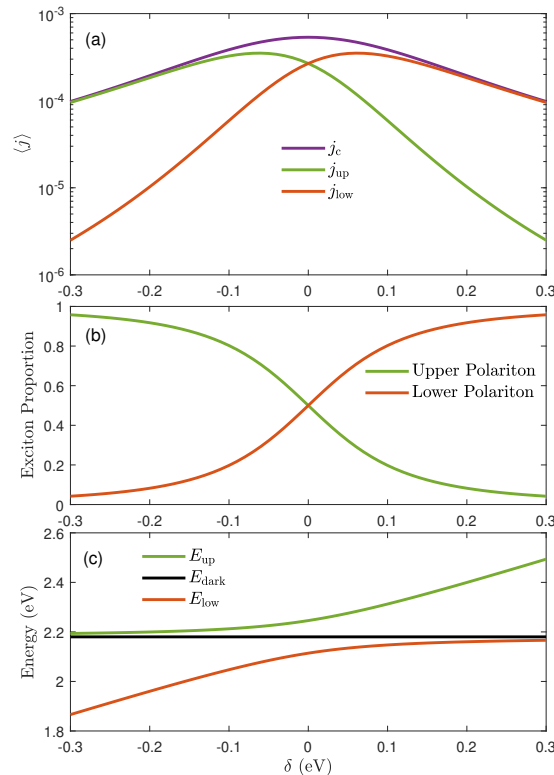 10^-3
(a)
10^-4
⟨j⟩
j_c
j_up
j_low
10^-5
10^-6
-0.3 -0.2 -0.1 0 0.1 0.2 0.3
1
(b)
0.8
Upper Polariton
Lower Polariton
0.6
Exciton Proportion
0.4
0.2
0
-0.3 -0.2 -0.1 0 0.1 0.2 0.3
2.8
(c)
E_up
E_dark
E_low
2.6
2.4
Energy (eV)
2.2
2
1.8
-0.3 -0.2 -0.1 0 0.1 0.2 0.3
δ (eV)